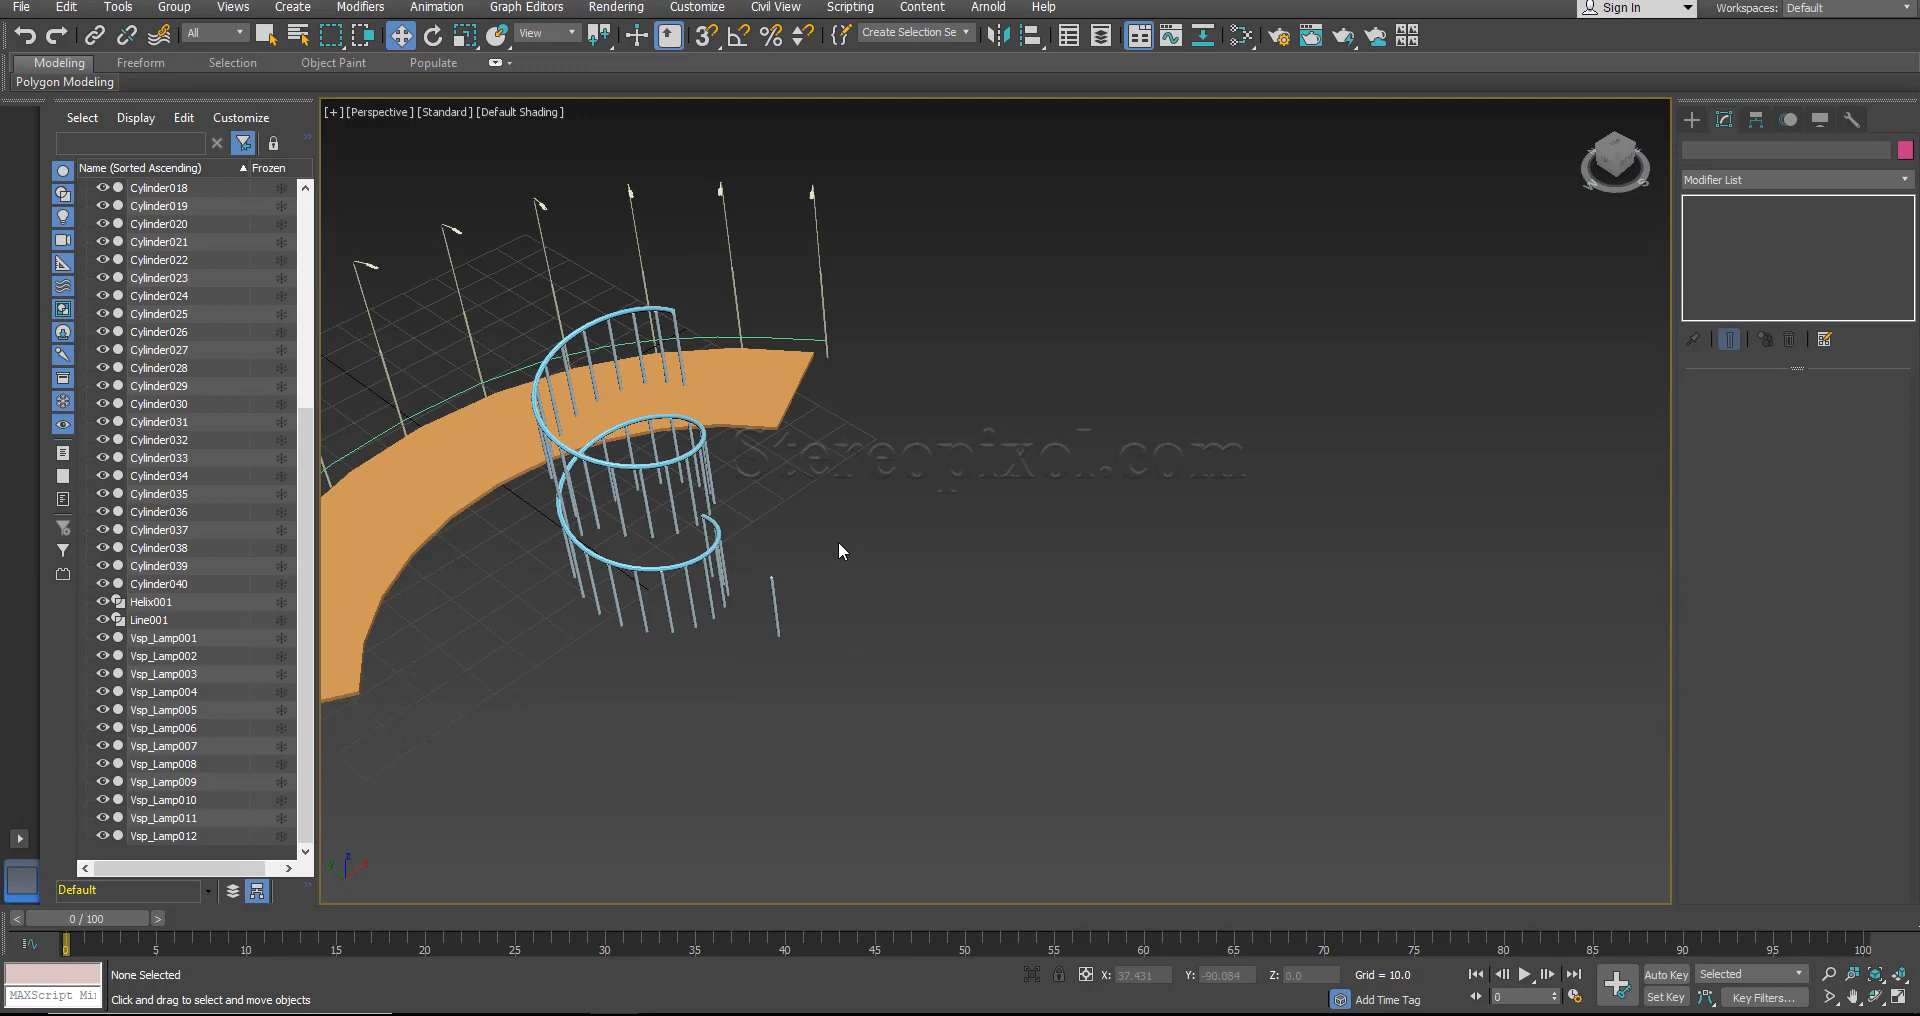 File Edit Tools Group Views Create Modifiers Animation Graph Editors Rendering Customize Civil View Scripting Content Arnold Help Sign In Workspaces: Default
All View Create Selection Se
Modeling Freeform Selection Object Paint Populate
Polygon Modeling
[+] [Perspective] [Standard] [Default Shading]
Select Display Edit Customize
Name (Sorted Ascending) Frozen
Modifier List
Cylinder018
Cylinder019
Cylinder020
Cylinder021
Cylinder022
Cylinder023
Cylinder024
Cylinder025
Cylinder026
Cylinder027
Cylinder028
Cylinder029
Cylinder030
Cylinder031
Cylinder032
Cylinder033
Cylinder034
Cylinder035
Cylinder036
Cylinder037
Cylinder038
Cylinder039
Cylinder040
Helix001
Line001
Vsp_Lamp001
Vsp_Lamp002
Vsp_Lamp003
Vsp_Lamp004
Vsp_Lamp005
Vsp_Lamp006
Vsp_Lamp007
Vsp_Lamp008
Vsp_Lamp009
Vsp_Lamp010
Vsp_Lamp011
Vsp_Lamp012
Stereopixol.com
Default
0 / 100
0 5 10 15 20 25 30 35 40 45 50 55 60 65 70 75 80 85 90 95 100
None Selected X: 37.431 Y: -90.084 Z: 0.0 Grid = 10.0 Auto Key Selected
MAXScript Mi Click and drag to select and move objects Add Time Tag 0 Set Key Key Filters...